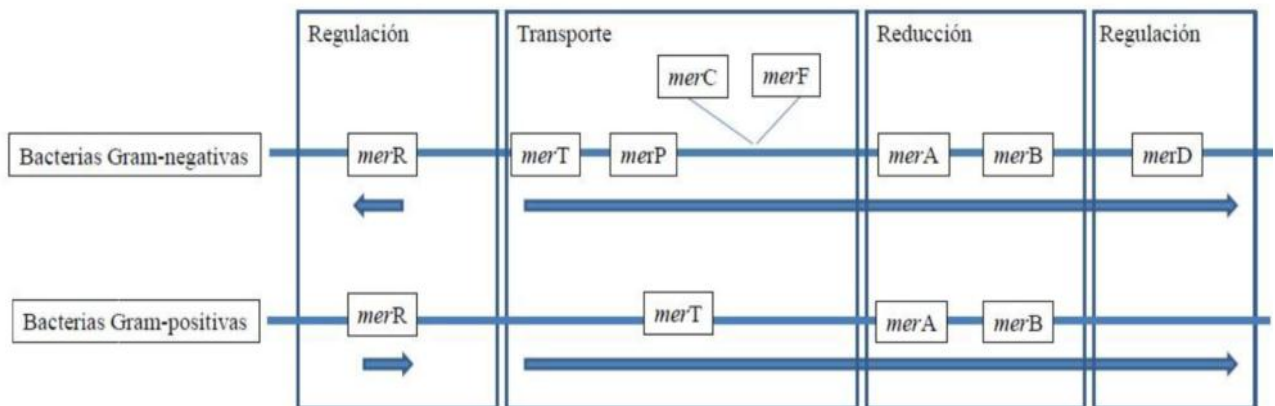 Regulación
Transporte
Reducción
Regulación
merC
merF
Bacterias Gram-negativas
merR
merT
merP
merA
merB
merD
Bacterias Gram-positivas
merR
merT
merA
merB